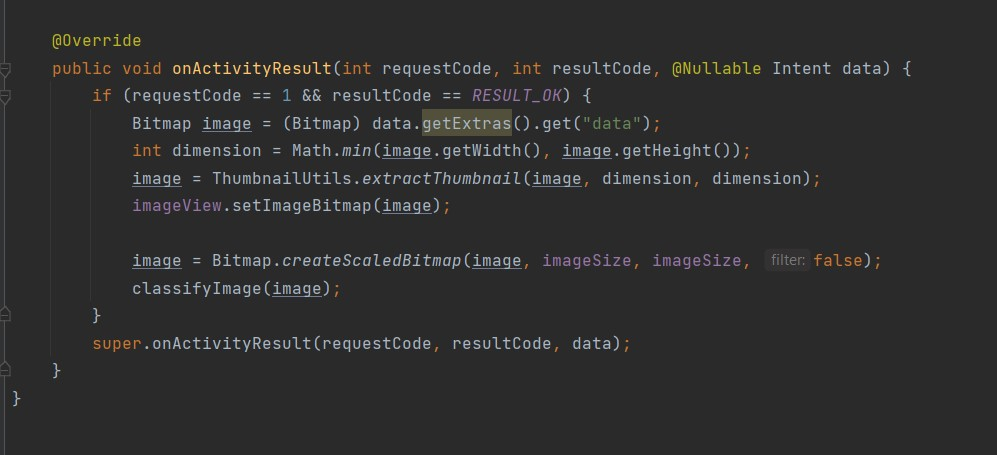 @Override
public void onActivityResult(int requestCode, int resultCode, @Nullable Intent data) {
if (requestCode == 1 && resultCode == RESULT_OK) {
Bitmap image = (Bitmap) data.getExtras().get("data");
int dimension = Math.min(image.getWidth(), image.getHeight());
image = ThumbnailUtils.extractThumbnail(image, dimension, dimension);
imageView.setImageBitmap(image);
image = Bitmap.createScaledBitmap(image, imageSize, imageSize, filter: false);
classifyImage(image);
}
super.onActivityResult(requestCode, resultCode, data);
}
}